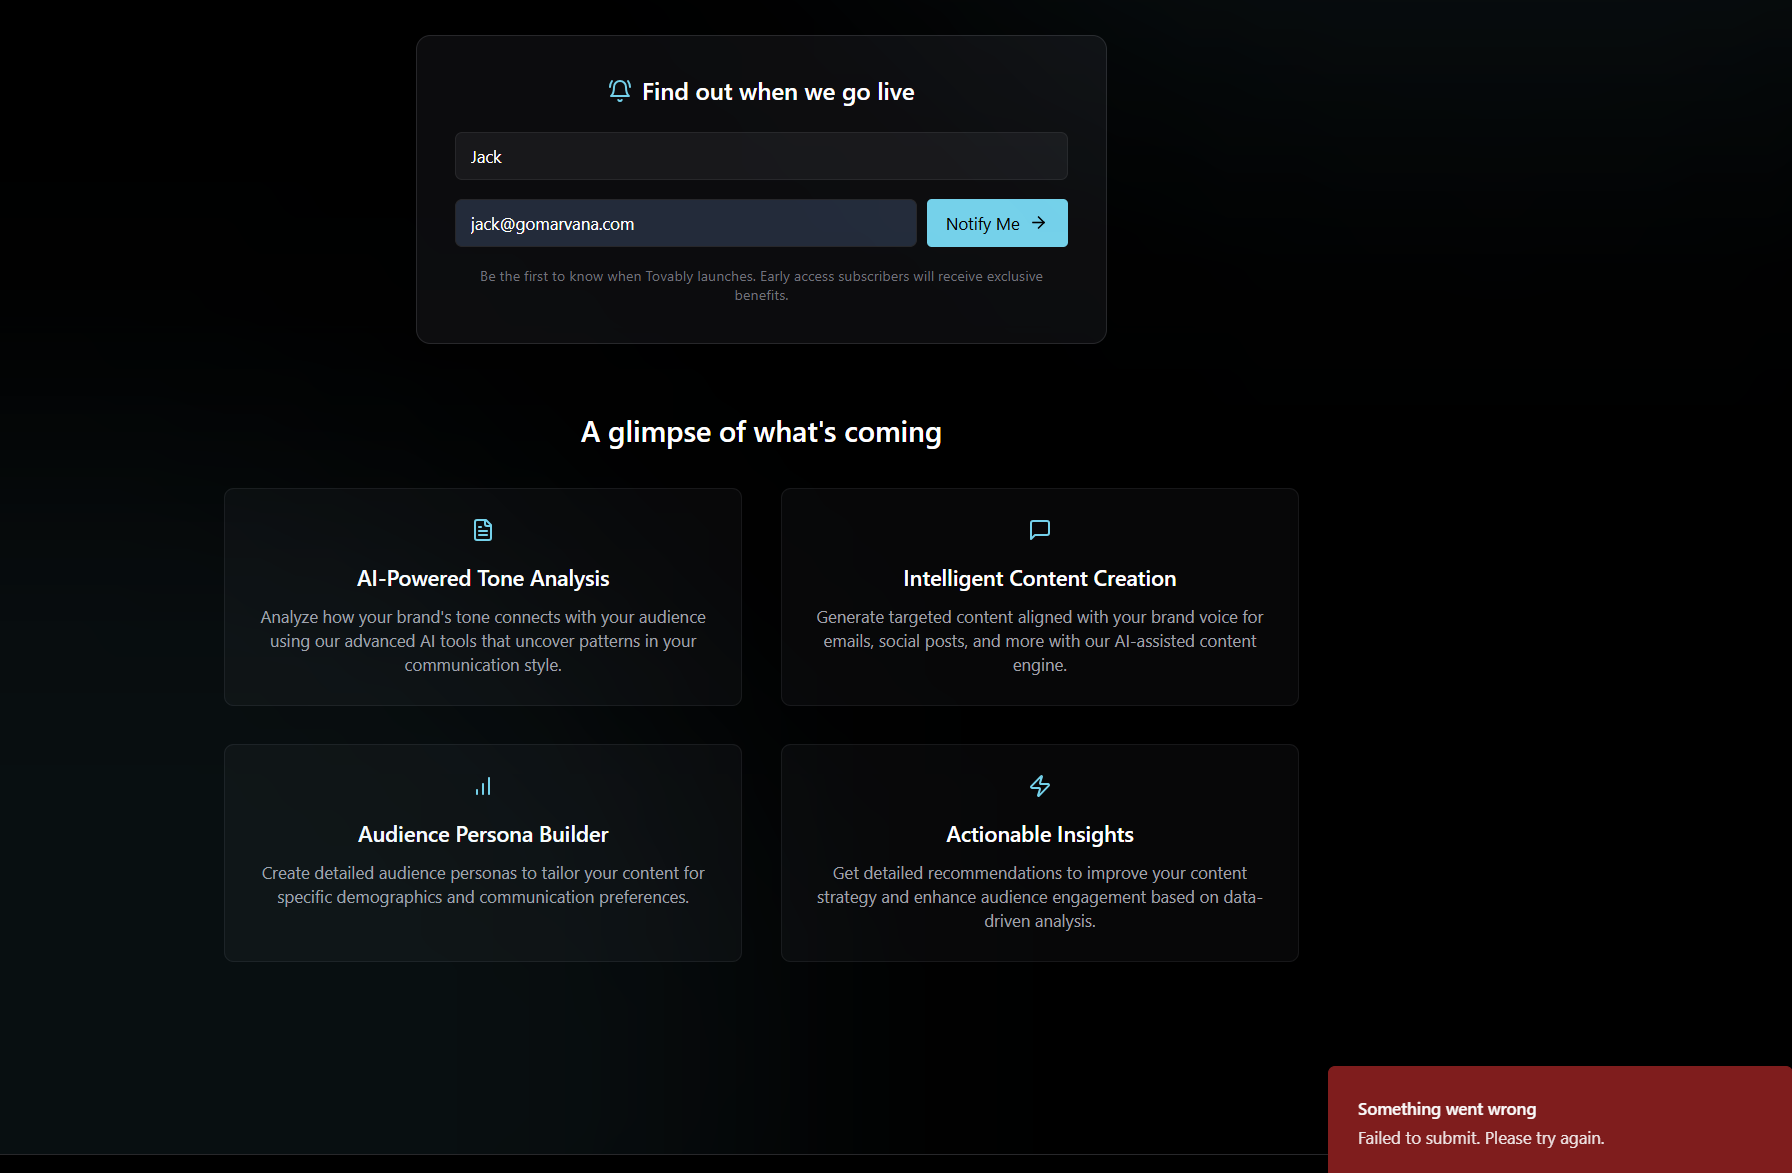 Find out when we go live
Jack
jack@gomarvana.com
Notify Me
Be the first to know when Tovably launches. Early access subscribers will receive exclusive
benefits.
A glimpse of what's coming
AI-Powered Tone Analysis
Analyze how your brand's tone connects with your audience
using our advanced AI tools that uncover patterns in your
communication style.
Intelligent Content Creation
Generate targeted content aligned with your brand voice for
emails, social posts, and more with our AI-assisted content
engine.
Audience Persona Builder
Create detailed audience personas to tailor your content for
specific demographics and communication preferences.
Actionable Insights
Get detailed recommendations to improve your content
strategy and enhance audience engagement based on data-
driven analysis.
Something went wrong
Failed to submit. Please try again.